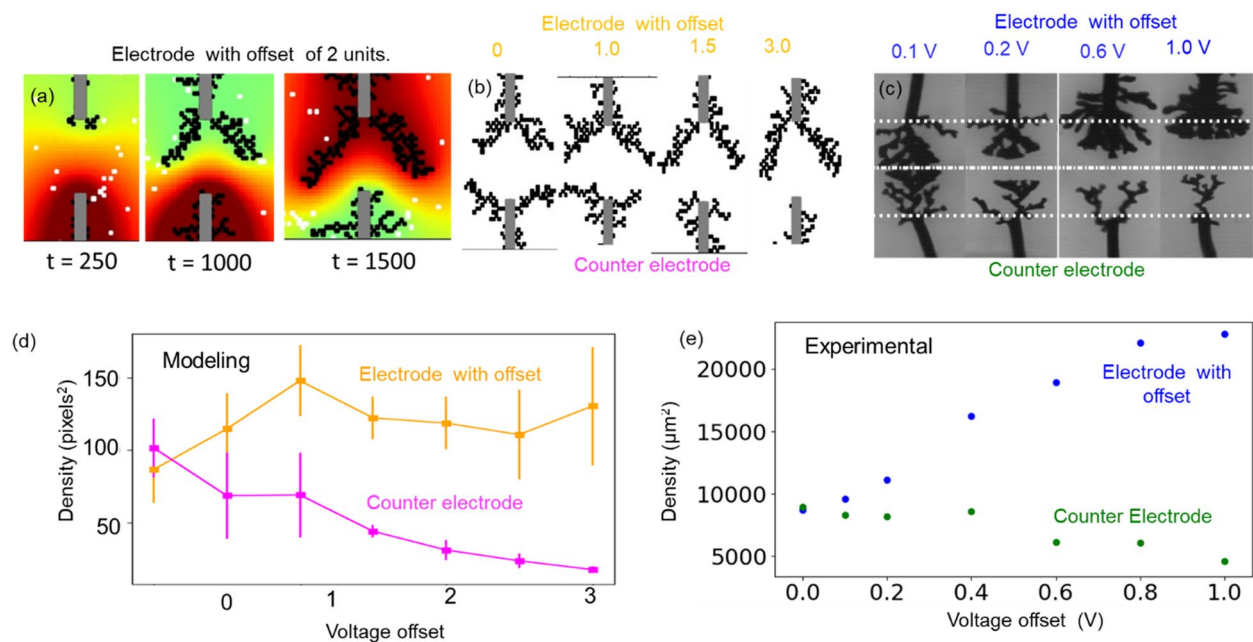 Electrode with offset of 2 units.
(a)
t = 250
t = 1000
t = 1500
Electrode with offset
0
1.0
1.5
3.0
(b)
Counter electrode
Electrode with offset
0.1 V
0.2 V
0.6 V
1.0 V
(c)
Counter electrode
(d)
Modeling
Electrode with offset
Counter electrode
Density (pixels²)
150
100
50
0
1
2
3
Voltage offset
(e)
Experimental
Electrode with
offset
Counter Electrode
Density (µm²)
20000
15000
10000
5000
0.0
0.2
0.4
0.6
0.8
1.0
Voltage offset (V)